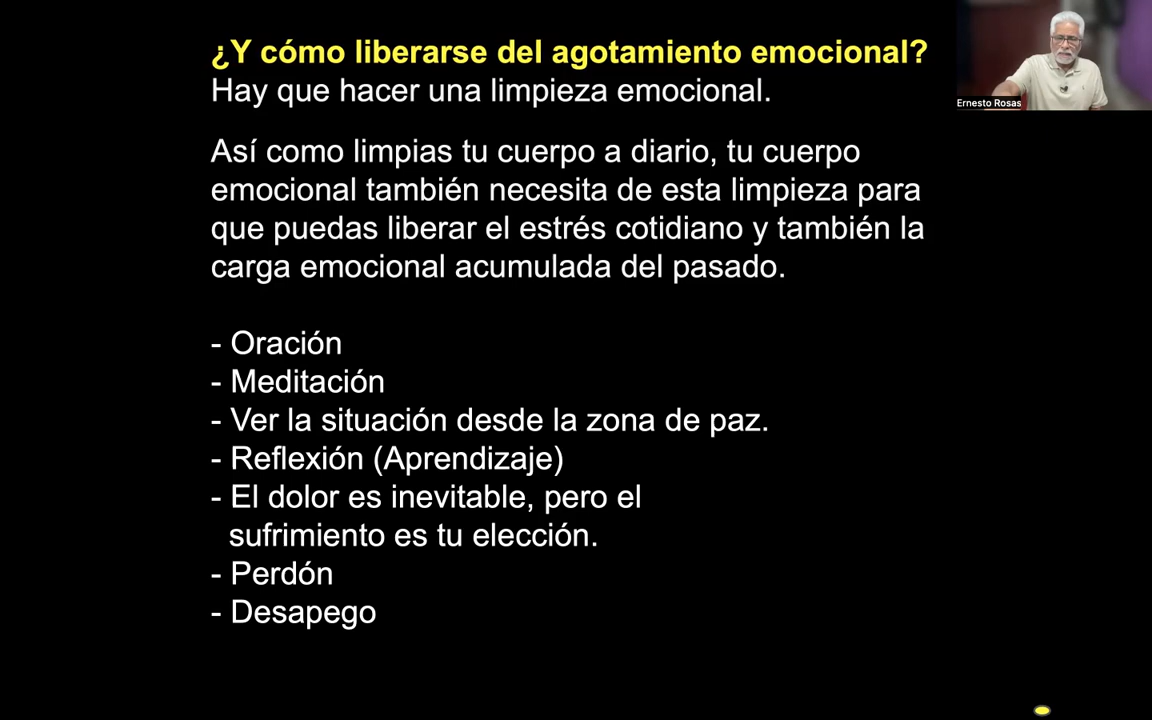 ¿Y cómo liberarse del agotamiento emocional?
Hay que hacer una limpieza emocional.
Así como limpias tu cuerpo a diario, tu cuerpo
emocional también necesita de esta limpieza para
que puedas liberar el estrés cotidiano y también la
carga emocional acumulada del pasado.
- Oración
- Meditación
- Ver la situación desde la zona de paz.
- Reflexión (Aprendizaje)
- El dolor es inevitable, pero el
sufrimiento es tu elección.
- Perdón
- Desapego
Ernesto Rosas